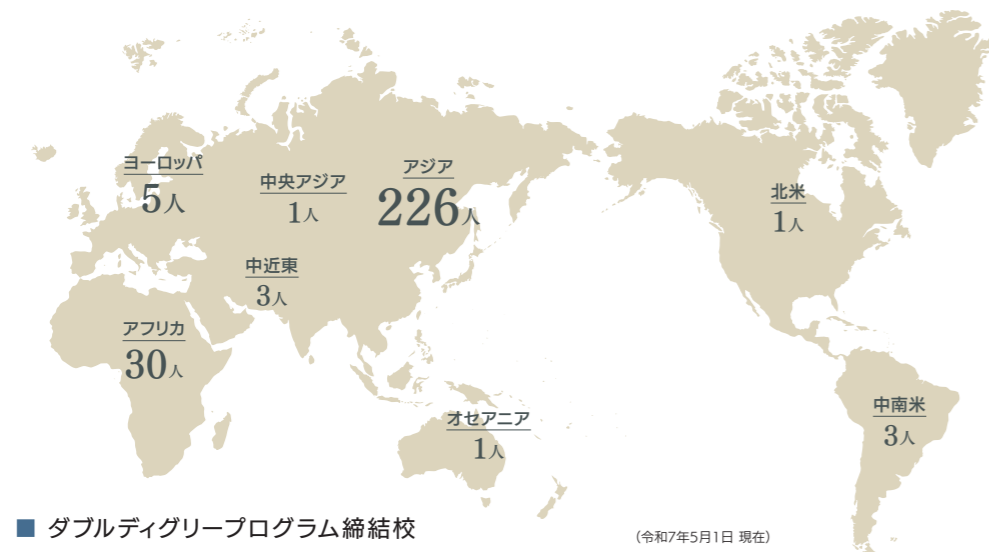 ヨーロッパ
5人
中央アジア
1人
アジア
226人
北米
1人
中近東
3人
アフリカ
30人
オセアニア
1人
中南米
3人
■ ダブルディグリープログラム締結校
（令和7年5月1日 現在）